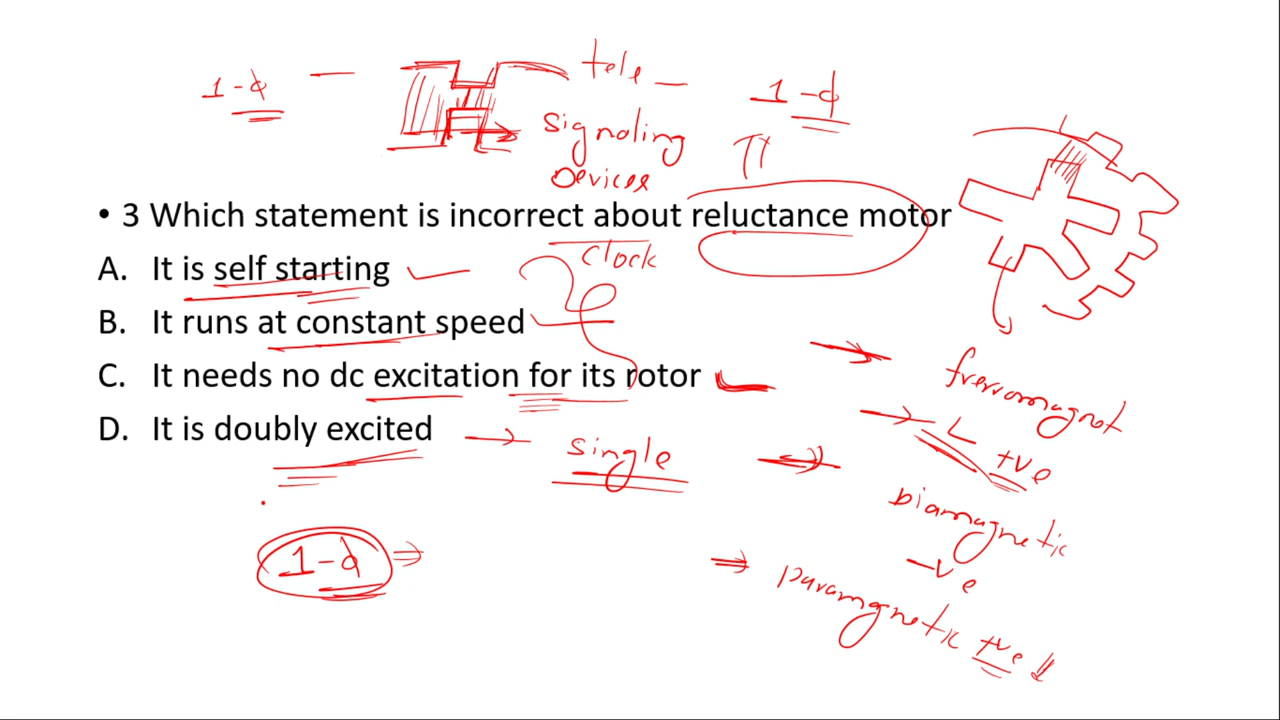 1-ɸ — tele —
1-ɸ
signaling
Devices
• 3 Which statement is incorrect about reluctance motor
clock
A. It is self starting
B. It runs at constant speed
C. It needs no dc excitation for its rotor
D. It is doubly excited
single
ferromagnet
+ve
Diamagnetic
-ve
1-ɸ ⇒
⇒ paramagnetic +ve